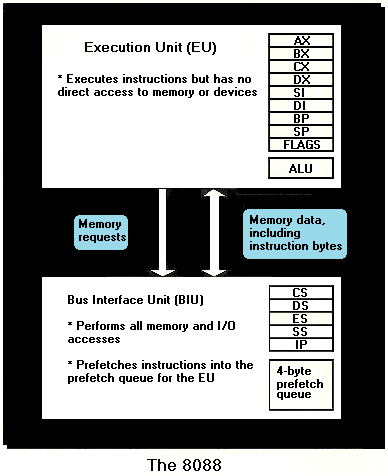 Execution Unit (EU)
* Executes instructions but has no
direct access to memory or devices
AX
BX
CX
DX
SI
DI
BP
SP
FLAGS
ALU
Memory
requests
Memory data,
including
instruction bytes
Bus Interface Unit (BIU)
* Performs all memory and I/O
accesses
* Prefetches instructions into the
prefetch queue for the EU
CS
DS
ES
SS
IP
4-byte
prefetch
queue
The 8088